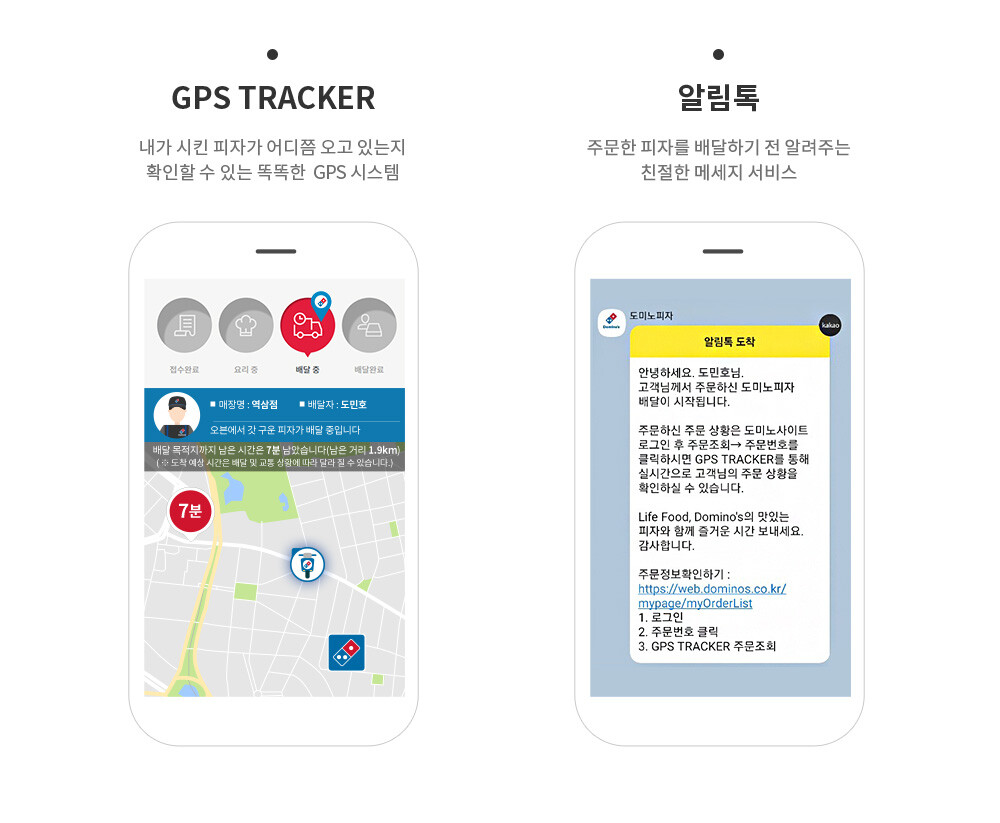 GPS TRACKER
내가 시킨 피자가 어디쯤 오고 있는지
확인할 수 있는 똑똑한 GPS 시스템
접수완료
요리 중
배달 중
배달완료
■ 매장명 : 역삼점 ■ 배달자 : 도민호
오븐에서 갓 구운 피자가 배달 중입니다
배달 목적지까지 남은 시간은 7분 남았습니다(남은 거리 1.9km)
( ※ 도착 예상 시간은 배달 및 교통 상황에 따라 달라 질 수 있습니다.)
7분
알림톡
주문한 피자를 배달하기 전 알려주는
친절한 메세지 서비스
Domino's
도미노피자
kakao
알림톡 도착
안녕하세요. 도민호님.
고객님께서 주문하신 도미노피자
배달이 시작됩니다.
주문하신 주문 상황은 도미노사이트
로그인 후 주문조회→ 주문번호를
클릭하시면 GPS TRACKER를 통해
실시간으로 고객님의 주문 상황을
확인하실 수 있습니다.
Life Food, Domino's의 맛있는
피자와 함께 즐거운 시간 보내세요.
감사합니다.
주문정보확인하기 :
https://web.dominos.co.kr/
mypage/myOrderList
1. 로그인
2. 주문번호 클릭
3. GPS TRACKER 주문조회